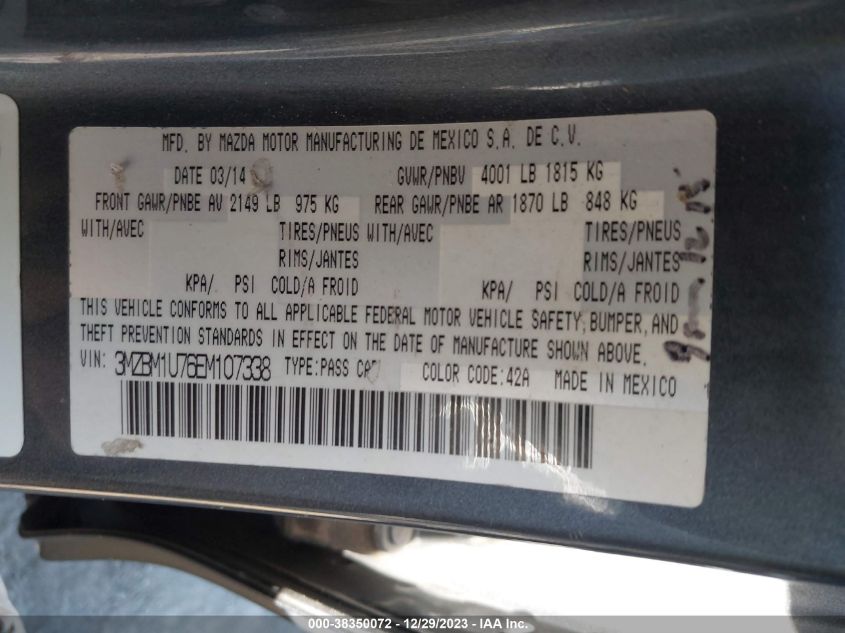 MFD. BY MAZDA MOTOR MANUFACTURING DE MEXICO S.A. DE C.V.
DATE 03/14 GVWR/PNBV 4001 LB 1815 KG
FRONT GAWR/PNBE AV 2149 LB 975 KG REAR GAWR/PNBE AR 1870 LB 848 KG
WITH/AVEC TIRES/PNEUS WITH/AVEC TIRES/PNEUS
RIMS/JANTES RIMS/JANTES
KPA/ PSI COLD/A FROID KPA/ PSI COLD/A FROID
THIS VEHICLE CONFORMS TO ALL APPLICABLE FEDERAL MOTOR VEHICLE SAFETY, BUMPER, AND
THEFT PREVENTION STANDARDS IN EFFECT ON THE DATE OF MANUFACTURE SHOWN ABOVE.
VIN: 3MZBM1U76EM107338 TYPE:PASS CAR COLOR CODE:42A MADE IN MEXICO
000-38350072 - 12/29/2023 - IAA Inc.